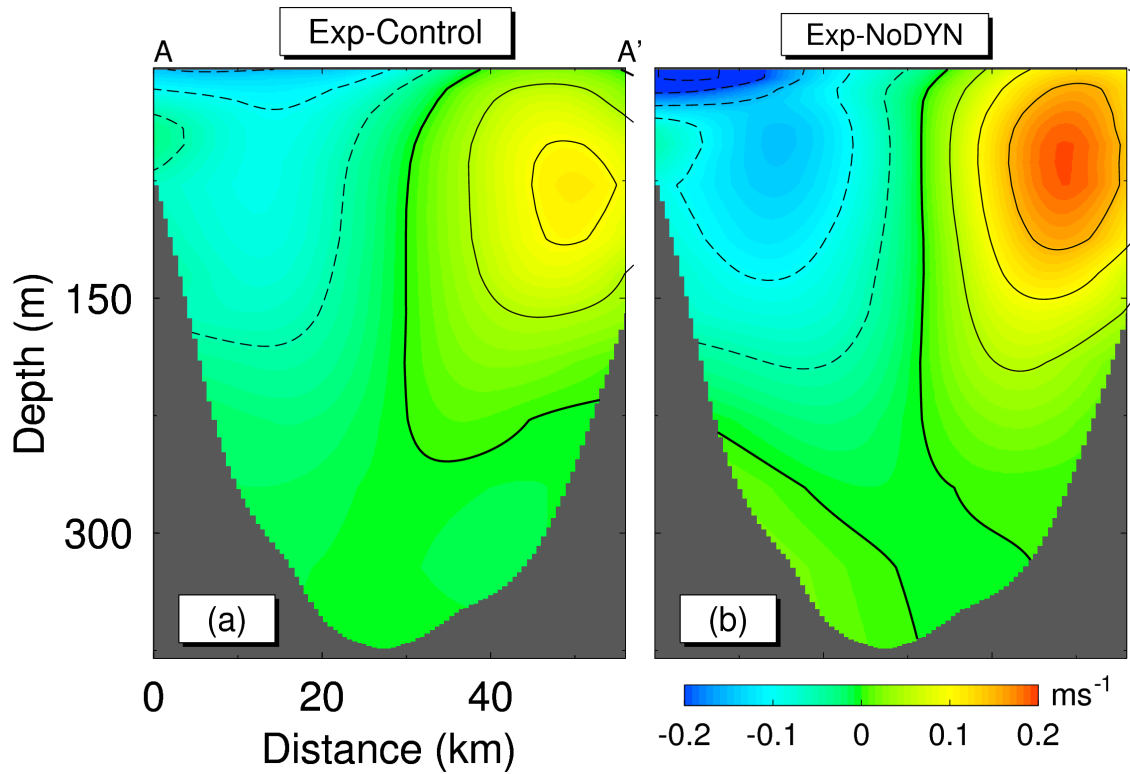 Exp-Control
Exp-NoDYN
A
A’
Depth (m)
150
300
(a)
(b)
0
20
40
Distance (km)
ms-1
-0.2
-0.1
0
0.1
0.2